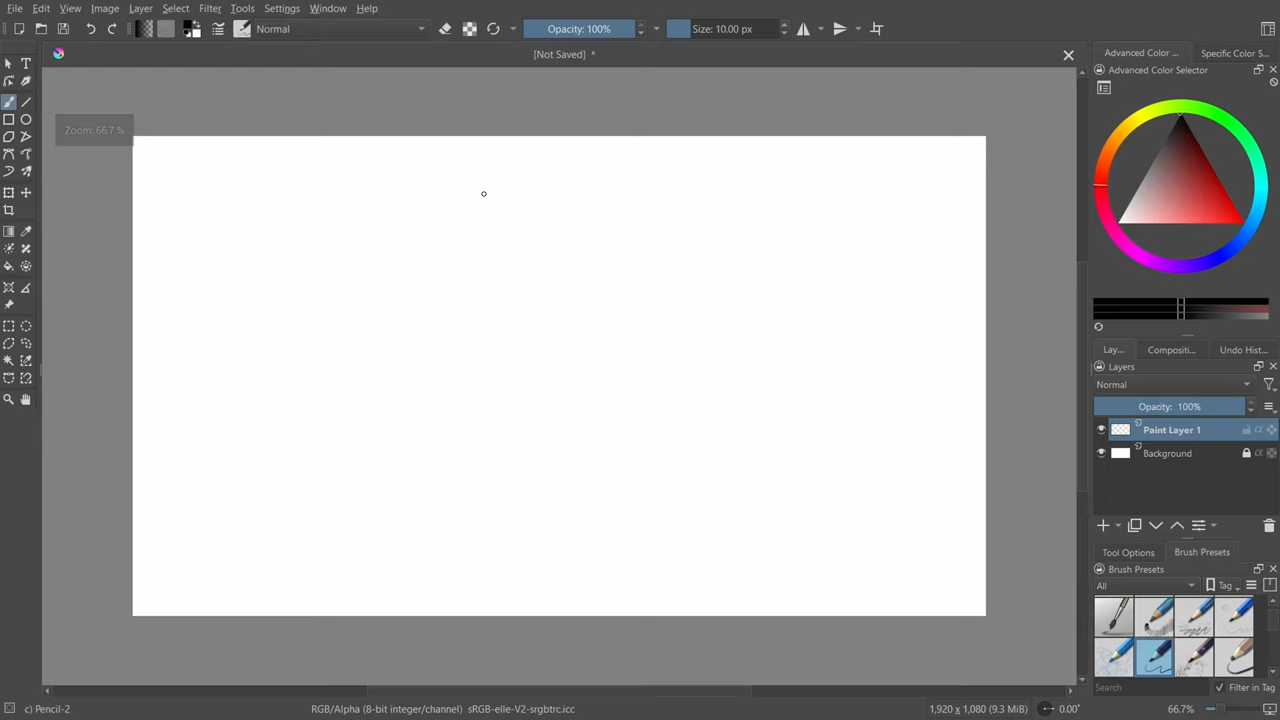 File Edit View Image Layer Select Filter Tools Settings Window Help
Normal Opacity: 100% Size: 10.00 px
[Not Saved] *
Zoom: 66.7 %
Advanced Color ... Specific Color S...
Advanced Color Selector
Lay... Compositi... Undo Hist...
Layers
Normal
Opacity: 100%
Paint Layer 1
Background
Tool Options Brush Presets
Brush Presets
All Tag
Search Filter in Tag
c) Pencil-2 RGB/Alpha (8-bit integer/channel) sRGB-elle-V2-srgbtrc.icc 1,920 x 1,080 (9.3 MiB) 0.00° 66.7%